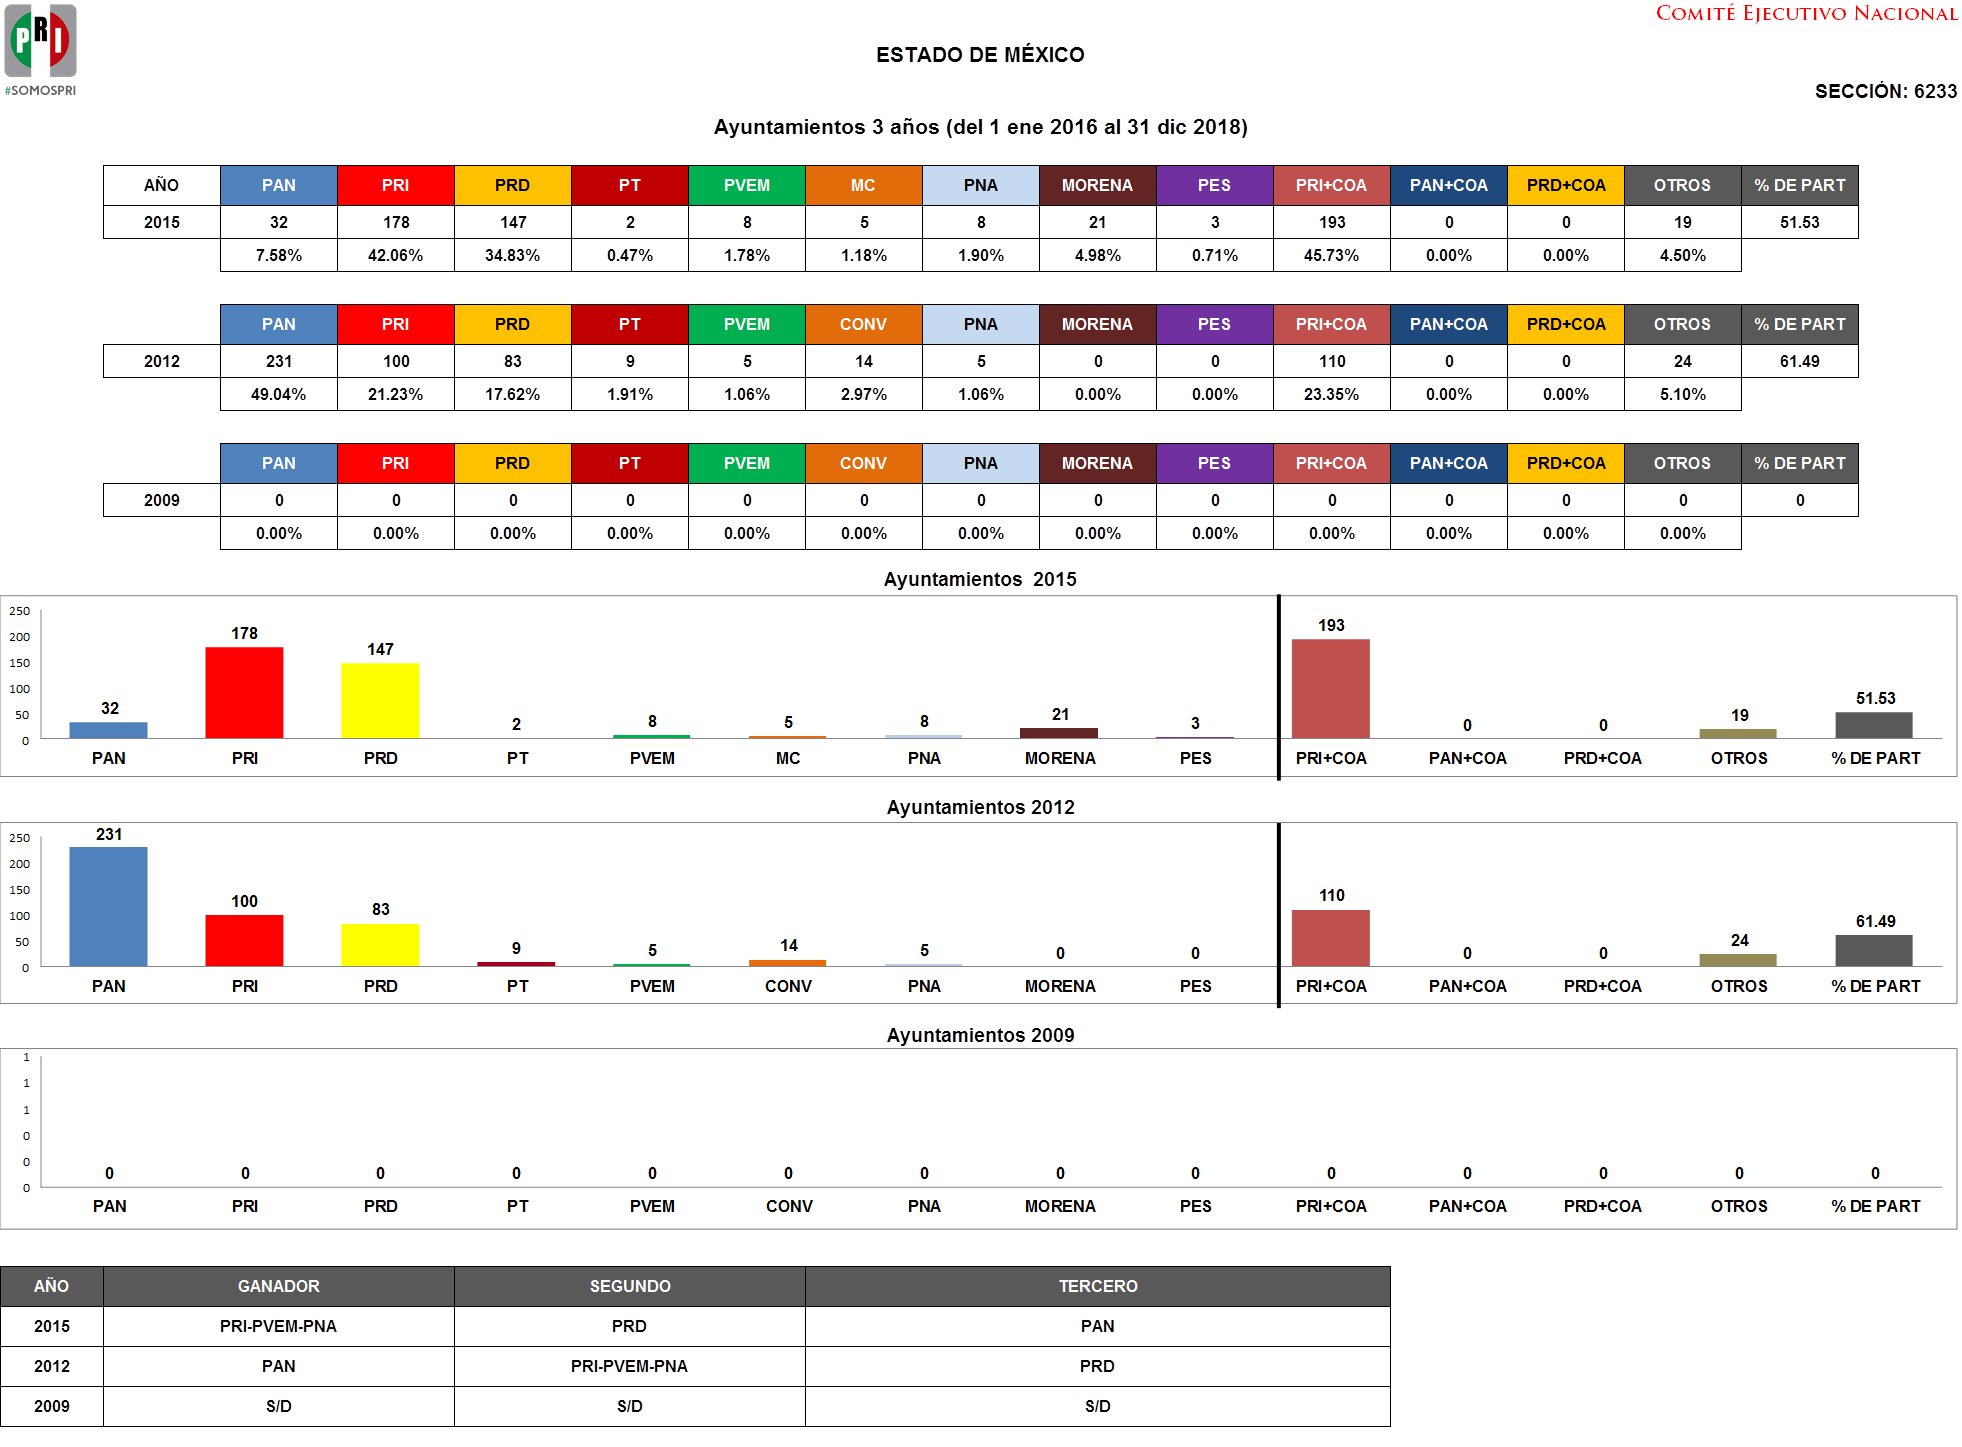 PRI
#SOMOSPRI
COMITÉ EJECUTIVO NACIONAL
ESTADO DE MÉXICO
SECCIÓN: 6233
Ayuntamientos 3 años (del 1 ene 2016 al 31 dic 2018)
AÑO PAN PRI PRD PT PVEM MC PNA MORENA PES PRI+COA PAN+COA PRD+COA OTROS % DE PART
2015 32 178 147 2 8 5 8 21 3 193 0 0 19 51.53
7.58% 42.06% 34.83% 0.47% 1.78% 1.18% 1.90% 4.98% 0.71% 45.73% 0.00% 0.00% 4.50%
PAN PRI PRD PT PVEM CONV PNA MORENA PES PRI+COA PAN+COA PRD+COA OTROS % DE PART
2012 231 100 83 9 5 14 5 0 0 110 0 0 24 61.49
49.04% 21.23% 17.62% 1.91% 1.06% 2.97% 1.06% 0.00% 0.00% 23.35% 0.00% 0.00% 5.10%
PAN PRI PRD PT PVEM CONV PNA MORENA PES PRI+COA PAN+COA PRD+COA OTROS % DE PART
2009 0 0 0 0 0 0 0 0 0 0 0 0 0 0
0.00% 0.00% 0.00% 0.00% 0.00% 0.00% 0.00% 0.00% 0.00% 0.00% 0.00% 0.00% 0.00%
Ayuntamientos 2015
250
200
150
100
50
0
32 178 147 2 8 5 8 21 3 193 0 0 19 51.53
PAN PRI PRD PT PVEM MC PNA MORENA PES PRI+COA PAN+COA PRD+COA OTROS % DE PART
Ayuntamientos 2012
250
200
150
100
50
0
231 100 83 9 5 14 5 0 0 110 0 0 24 61.49
PAN PRI PRD PT PVEM CONV PNA MORENA PES PRI+COA PAN+COA PRD+COA OTROS % DE PART
Ayuntamientos 2009
1
1
1
0
0
0
0 0 0 0 0 0 0 0 0 0 0 0 0 0
PAN PRI PRD PT PVEM CONV PNA MORENA PES PRI+COA PAN+COA PRD+COA OTROS % DE PART
AÑO GANADOR SEGUNDO TERCERO
2015 PRI-PVEM-PNA PRD PAN
2012 PAN PRI-PVEM-PNA PRD
2009 S/D S/D S/D